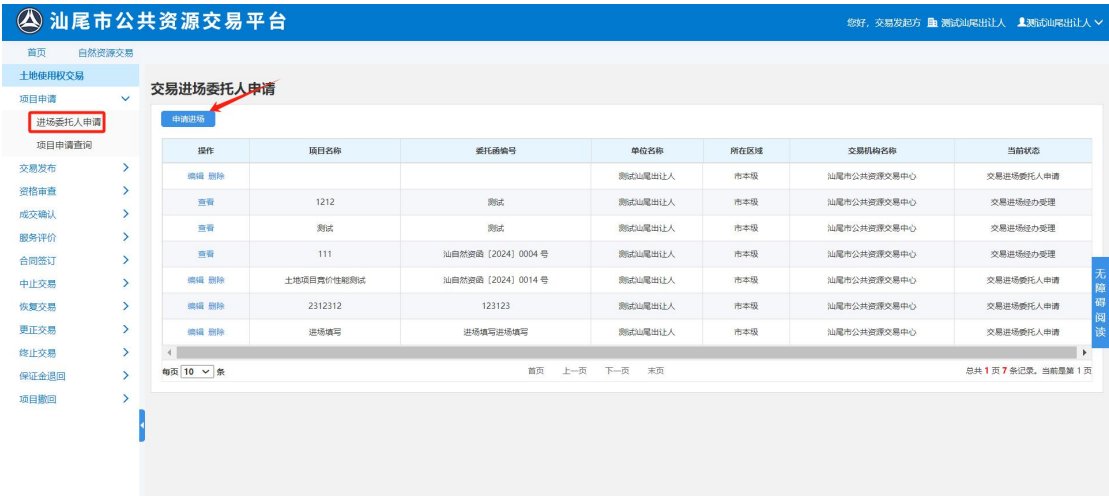 汕尾市公共资源交易平台
您好，交易发起方 测试汕尾出让人 测试汕尾出让人
首页 自然资源交易
土地使用权交易
项目申请
进场委托人申请
项目申请查询
交易发布
资格审查
成交确认
服务评价
合同签订
中止交易
恢复交易
更正交易
终止交易
保证金退回
项目撤回
交易进场委托人申请
申请进场
操作 项目名称 委托函编号 单位名称 所在区域 交易机构名称 当前状态
编辑 删除 测试汕尾出让人 市本级 汕尾市公共资源交易中心 交易进场委托人申请
查看 1212 测试 测试汕尾出让人 市本级 汕尾市公共资源交易中心 交易进场经办受理
查看 测试 测试 测试汕尾出让人 市本级 汕尾市公共资源交易中心 交易进场经办受理
查看 111 汕自然资函〔2024〕0004号 测试汕尾出让人 市本级 汕尾市公共资源交易中心 交易进场经办受理
编辑 删除 土地项目竞价性能测试 汕自然资函〔2024〕0014号 测试汕尾出让人 市本级 汕尾市公共资源交易中心 交易进场委托人申请
编辑 删除 2312312 123123 测试汕尾出让人 市本级 汕尾市公共资源交易中心 交易进场委托人申请
编辑 删除 进场填写 进场填写进场填写 测试汕尾出让人 市本级 汕尾市公共资源交易中心 交易进场委托人申请
每页 10 条 首页 上一页 下一页 末页 总共 1 页 7 条记录。当前是第 1 页
无障碍阅读